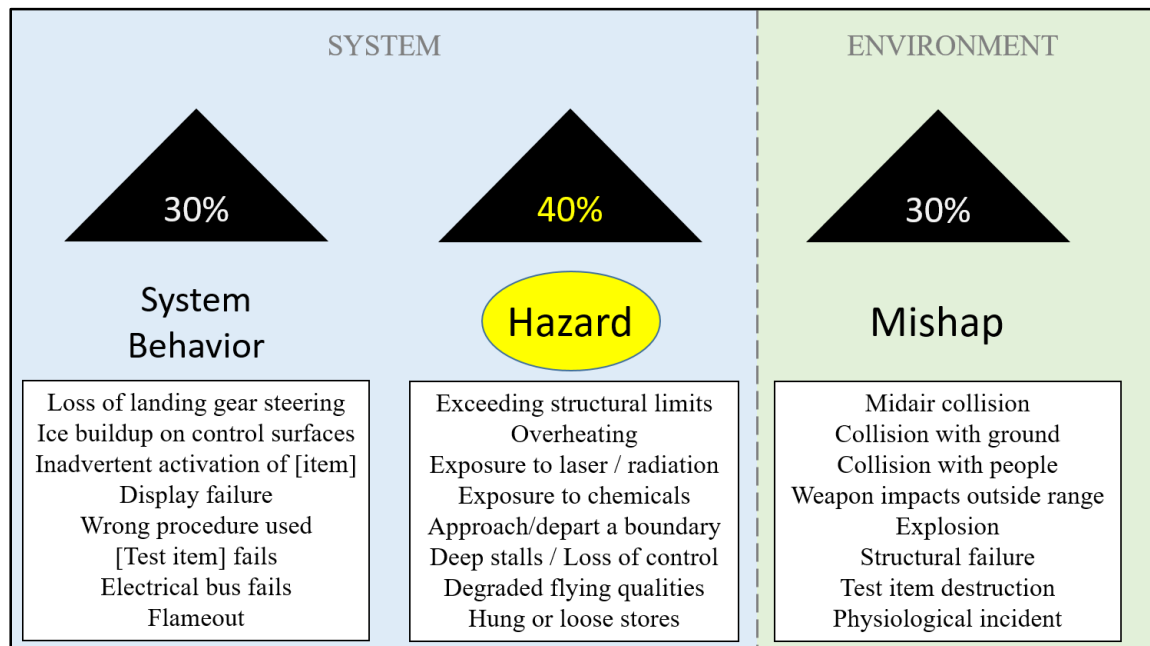 SYSTEM
ENVIRONMENT
30%
40%
30%
System
Behavior
Hazard
Mishap
Loss of landing gear steering
Ice buildup on control surfaces
Inadvertent activation of [item]
Display failure
Wrong procedure used
[Test item] fails
Electrical bus fails
Flameout
Exceeding structural limits
Overheating
Exposure to laser / radiation
Exposure to chemicals
Approach/depart a boundary
Deep stalls / Loss of control
Degraded flying qualities
Hung or loose stores
Midair collision
Collision with ground
Collision with people
Weapon impacts outside range
Explosion
Structural failure
Test item destruction
Physiological incident